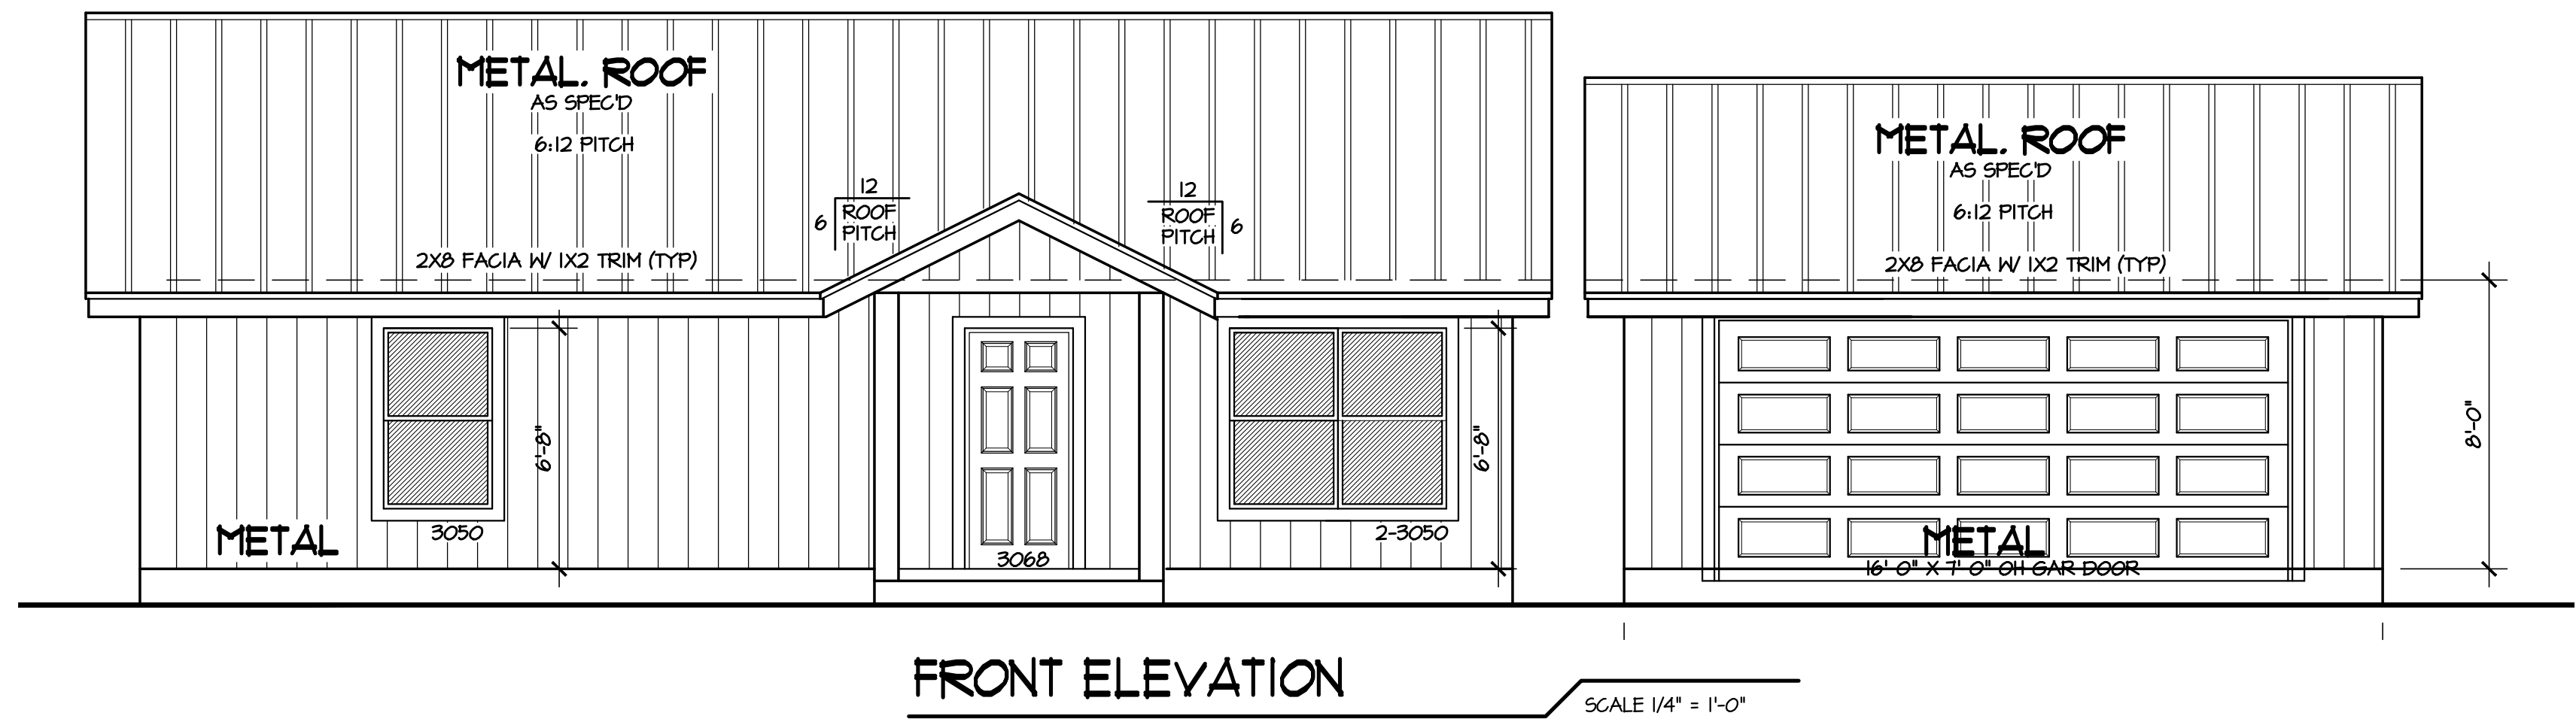 METAL. ROOF
AS SPEC'D
6:12 PITCH
2X8 FACIA W/ 1X2 TRIM (TYP)
12
6
ROOF
PITCH
12
ROOF
PITCH
6
METAL. ROOF
AS SPEC'D
6:12 PITCH
2X8 FACIA W/ 1X2 TRIM (TYP)
6'-8"
METAL
3050
3068
6'-8"
2-3050
METAL
16' 0" X 7' 0" OH GAR DOOR
8'-0"
FRONT ELEVATION
SCALE 1/4" = 1'-0"